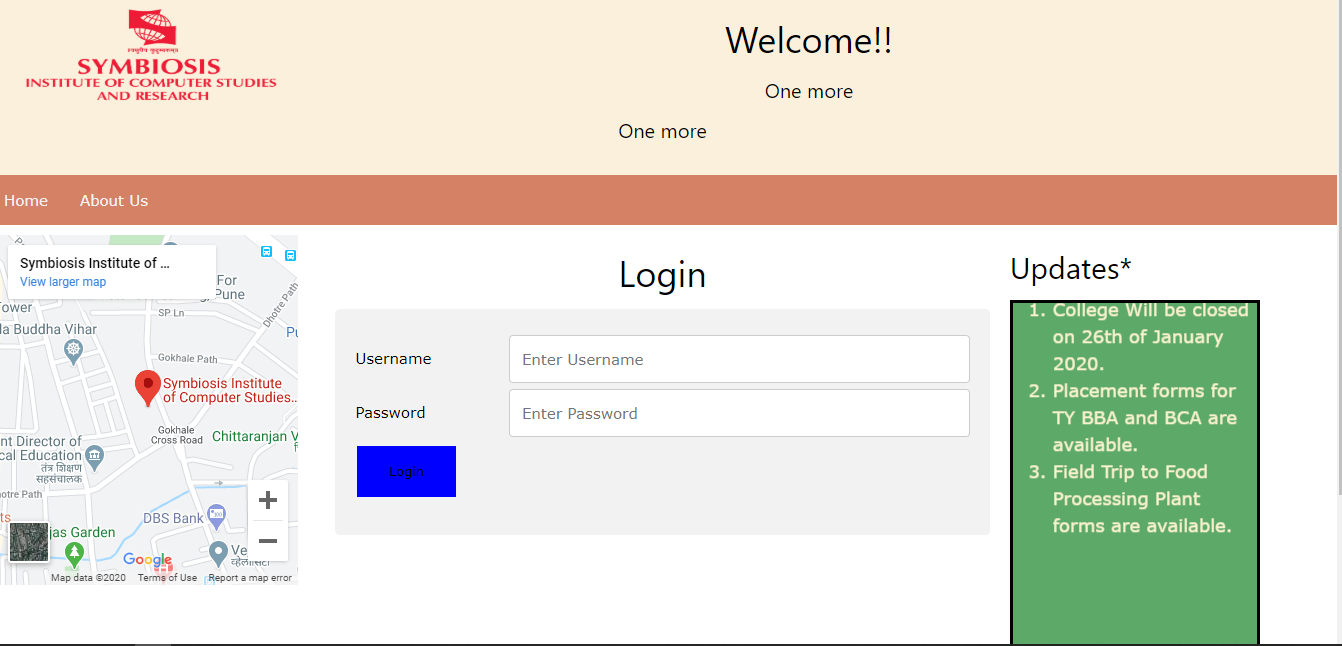 SYMBIOSIS
INSTITUTE OF COMPUTER STUDIES
AND RESEARCH
Welcome!!
One more
One more
Home
About Us
Symbiosis Institute of ...
View larger map
For
Pune
ower
SP Ln
Dhotre Path
la Buddha Vihar
Gokhale Path
Symbiosis Institute
of Computer Studies...
Gokhale
Cross Road
Chittaranjan V
nt Director of
cal Education
तंत्र शिक्षण
सहसंचालक
hotre Path
DBS Bank
jas Garden
Ve
Google
Map data ©2020
Terms of Use
Report a map error
Login
Username
Enter Username
Password
Enter Password
Login
Updates*
1. College Will be closed
on 26th of January
2020.
2. Placement forms for
TY BBA and BCA are
available.
3. Field Trip to Food
Processing Plant
forms are available.